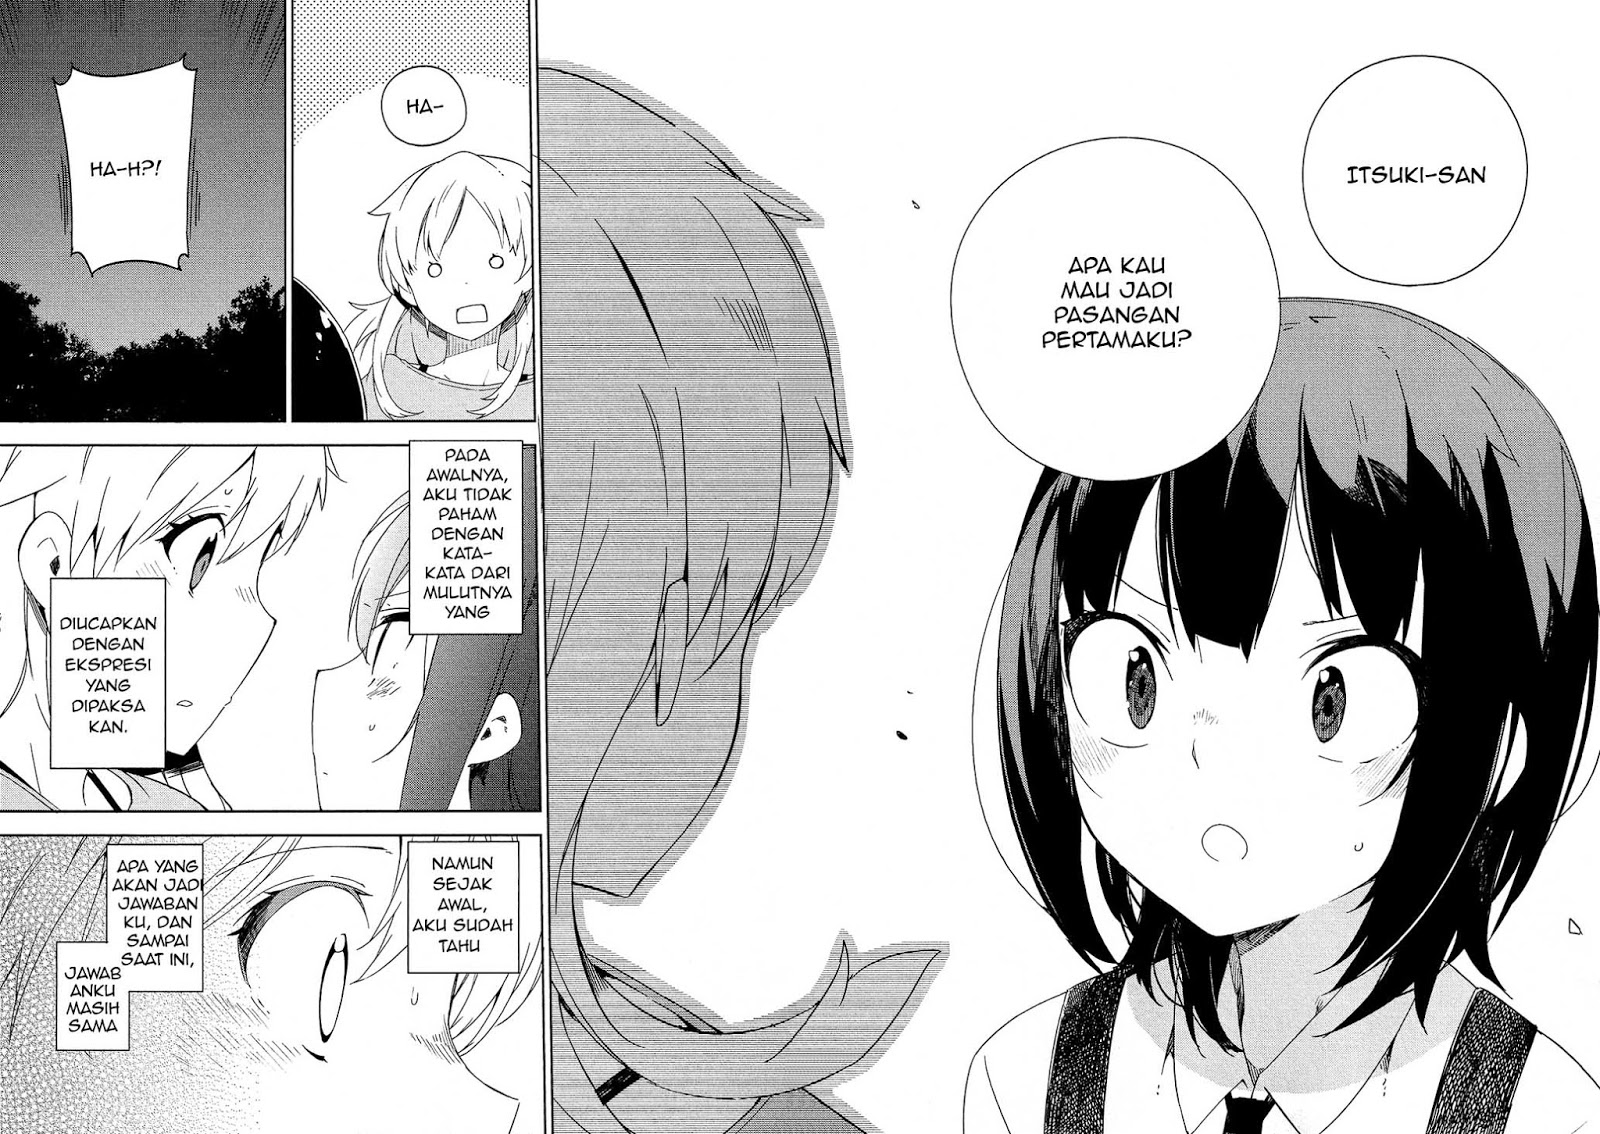 ITSUKI-SAN
APA KAU
MAU JADI
PASANGAN
PERTAMAKU?
HA-
HA-H?!
PADA
AWALNYA,
AKU TIDAK
PAHAM
DENGAN
KATA-
KATA DARI
MULUTNYA
YANG
DIUCAPKAN
DENGAN
EKSPRESI
YANG
DIPAKSA
KAN.
NAMUN
SEJAK
AWAL,
AKU SUDAH
TAHU
APA YANG
AKAN JADI
JAWABAN
KU, DAN
SAMPAI
SAAT INI,
JAWAB
ANKU
MASIH
SAMA